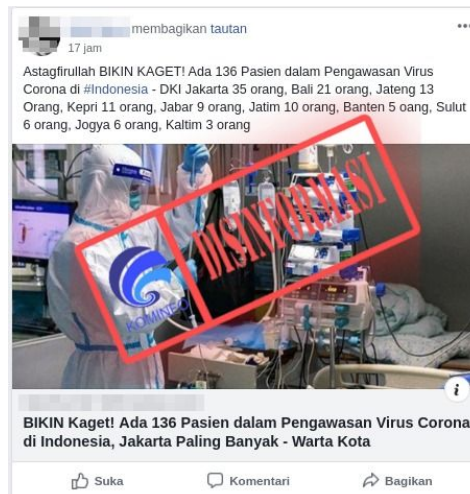 membagikan tautan
17 jam
Astagfirullah BIKIN KAGET! Ada 136 Pasien dalam Pengawasan Virus
Corona di #Indonesia - DKI Jakarta 35 orang, Bali 21 orang, Jateng 13
Orang, Kepri 11 orang, Jabar 9 orang, Jatim 10 orang, Banten 5 oang, Sulut
6 orang, Jogya 6 orang, Kaltim 3 orang
DISINFORMASI
KOMINFO
BIKIN Kaget! Ada 136 Pasien dalam Pengawasan Virus Corona
di Indonesia, Jakarta Paling Banyak - Warta Kota
Suka
Komentari
Bagikan